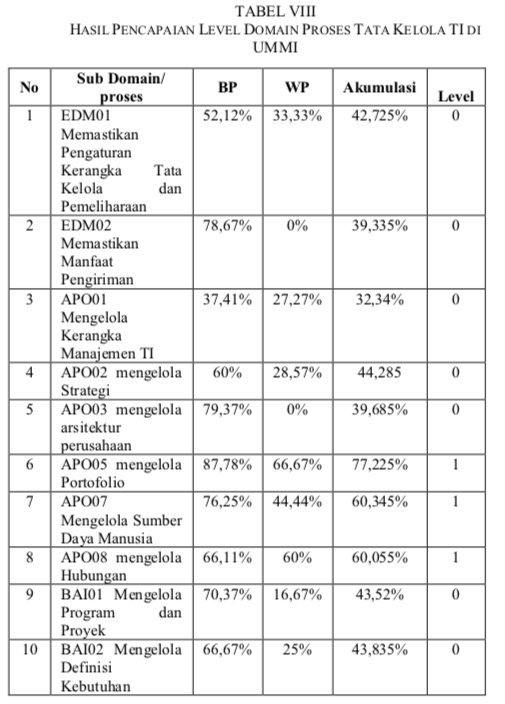 TABEL VIII
HASIL PENCAPAIAN LEVEL DOMAIN PROSES TATA KELOLA TI DI
UMMI
No Sub Domain/ BP WP Akumulasi Level
proses
1 EDM01 52,12% 33,33% 42,725% 0
Memastikan
Pengaturan
Kerangka Tata
Kelola dan
Pemeliharaan
2 EDM02 78,67% 0% 39,335% 0
Memastikan
Manfaat
Pengiriman
3 APO01 37,41% 27,27% 32,34% 0
Mengelola
Kerangka
Manajemen TI
4 APO02 mengelola 60% 28,57% 44,285 0
Strategi
5 APO03 mengelola 79,37% 0% 39,685% 0
arsitektur
perusahaan
6 APO05 mengelola 87,78% 66,67% 77,225% 1
Portofolio
7 APO07 76,25% 44,44% 60,345% 1
Mengelola Sumber
Daya Manusia
8 APO08 mengelola 66,11% 60% 60,055% 1
Hubungan
9 BAI01 Mengelola 70,37% 16,67% 43,52% 0
Program dan
Proyek
10 BAI02 Mengelola 66,67% 25% 43,835% 0
Definisi
Kebutuhan